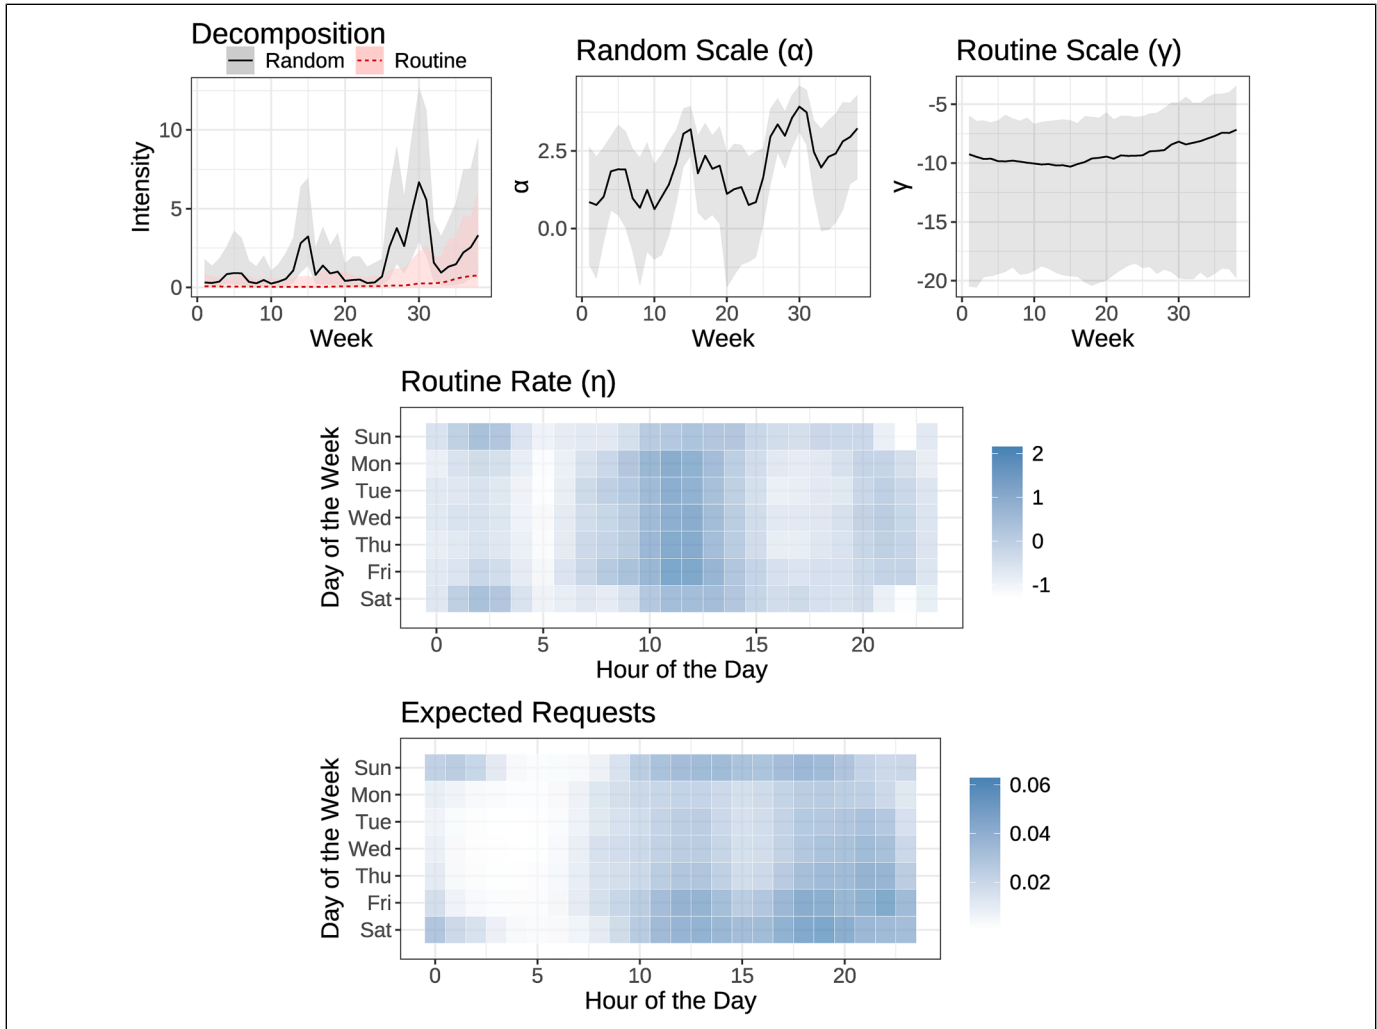 Decomposition
Random Routine
Intensity
10
5
0
0 10 20 30
Week
Random Scale (α)
α
2.5
0.0
0 10 20 30
Week
Routine Scale (γ)
γ
-5
-10
-15
-20
0 10 20 30
Week
Routine Rate (η)
Day of the Week
Sun
Mon
Tue
Wed
Thu
Fri
Sat
0 5 10 15 20
Hour of the Day
2
1
0
-1
Expected Requests
Day of the Week
Sun
Mon
Tue
Wed
Thu
Fri
Sat
0 5 10 15 20
Hour of the Day
0.06
0.04
0.02